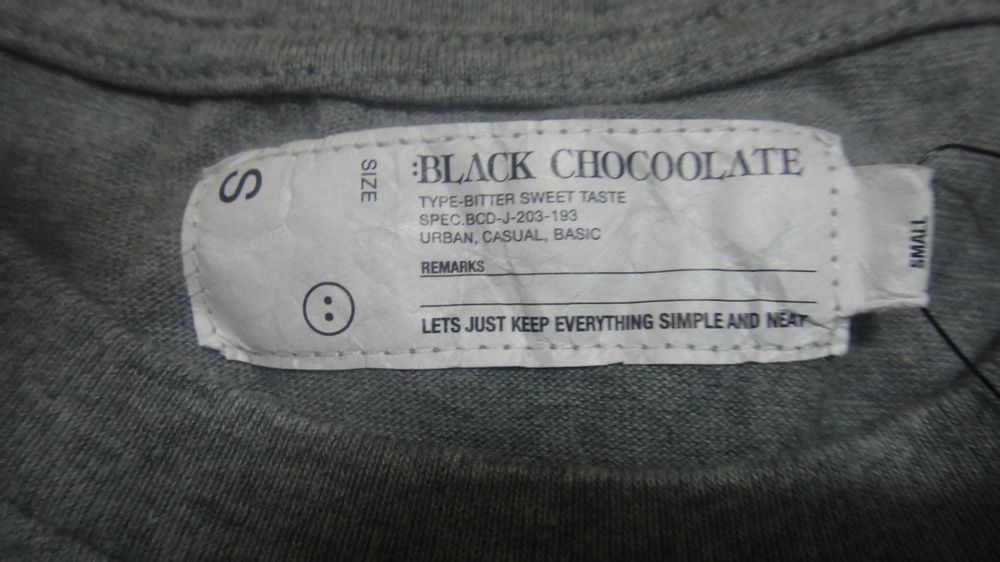 S
SIZE
:BLACK CHOCOOLATE
TYPE-BITTER SWEET TASTE
SPEC.BCD-J-203-193
URBAN, CASUAL, BASIC
REMARKS
LETS JUST KEEP EVERYTHING SIMPLE AND NEAT
SMALL